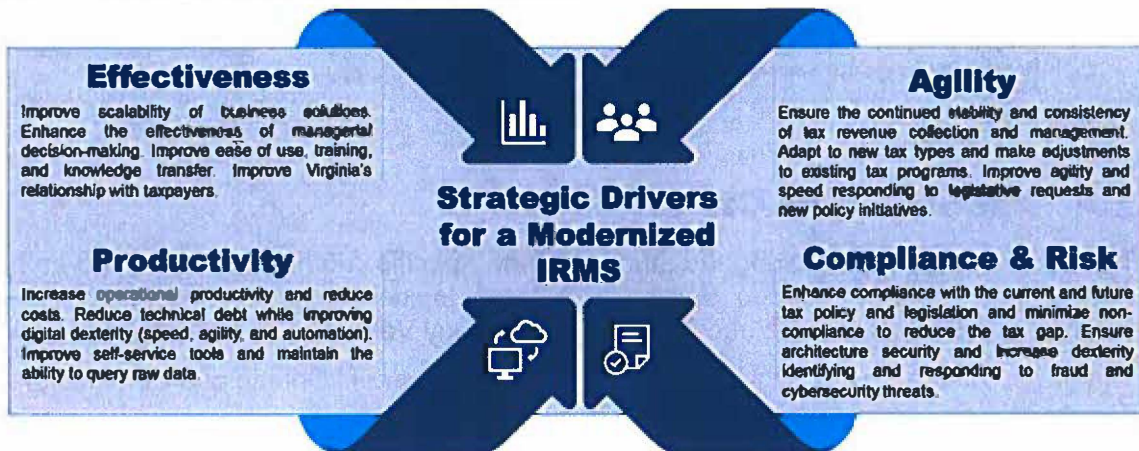 Effectiveness
Improve scalability of business solutions.
Enhance the effectiveness of managerial
decision-making. Improve ease of use, training,
and knowledge transfer. Improve Virginia's
relationship with taxpayers.
Productivity
Increase operational productivity and reduce
costs. Reduce technical debt while improving
digital dexterity (speed, agility, and automation).
Improve self-service tools and maintain the
ability to query raw data.
Strategic Drivers
for a Modernized
IRMS
Agility
Ensure the continued stability and consistency
of tax revenue collection and management.
Adapt to new tax types and make adjustments
to existing tax programs. Improve agility and
speed responding to legislative requests and
new policy initiatives.
Compliance & Risk
Enhance compliance with the current and future
tax policy and legislation and minimize non-
compliance to reduce the tax gap. Ensure
architecture security and increase dexterity
identifying and responding to fraud and
cybersecurity threats.